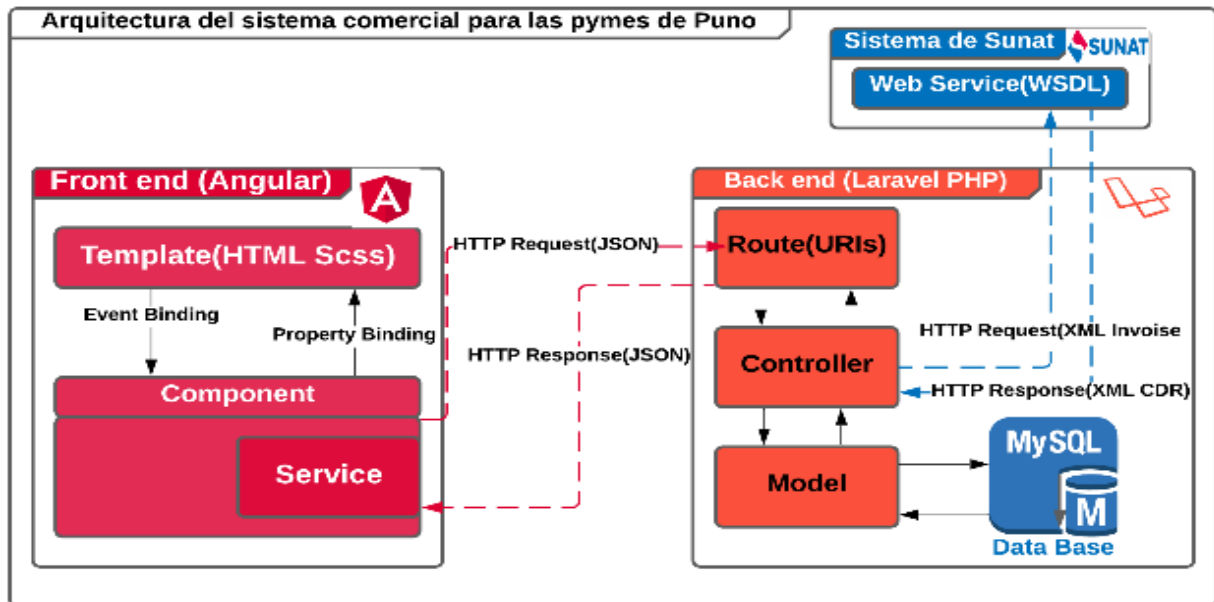 Arquitectura del sistema comercial para las pymes de Puno
Sistema de Sunat
SUNAT
Web Service(WSDL)
Front end (Angular)
A
Back end (Laravel PHP)
Template(HTML Scss)
HTTP Request(JSON)
Route(URIs)
Event Binding
Property Binding
HTTP Response(JSON)
HTTP Request(XML Invoise
Controller
Component
HTTP Response(XML CDR)
Service
Model
MySQL
M
Data Base